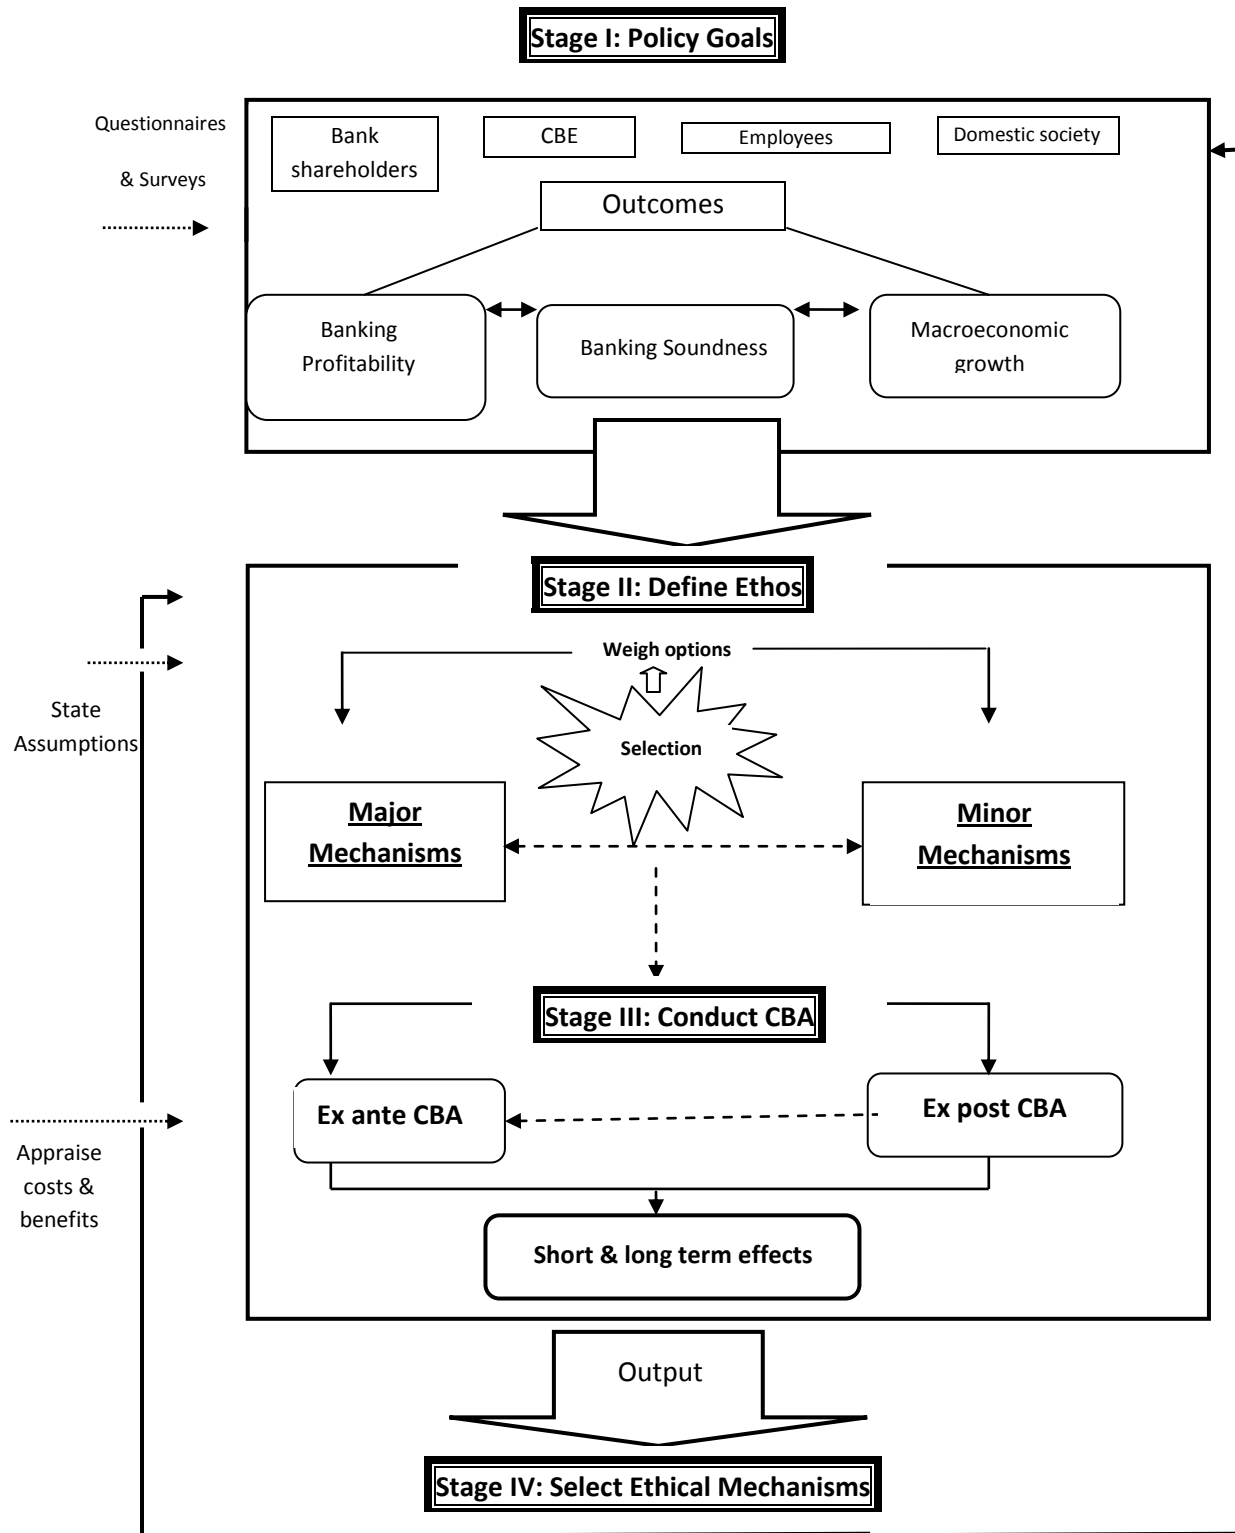 Stage I: Policy Goals
Questionnaires
& Surveys
Bank
shareholders
CBE
Employees
Domestic society
Outcomes
Banking
Profitability
Banking Soundness
Macroeconomic
growth
Stage II: Define Ethos
Weigh options
Selection
State
Assumptions
Major
Mechanisms
Minor
Mechanisms
Stage III: Conduct CBA
Ex ante CBA
Ex post CBA
Appraise
costs &
benefits
Short & long term effects
Output
Stage IV: Select Ethical Mechanisms